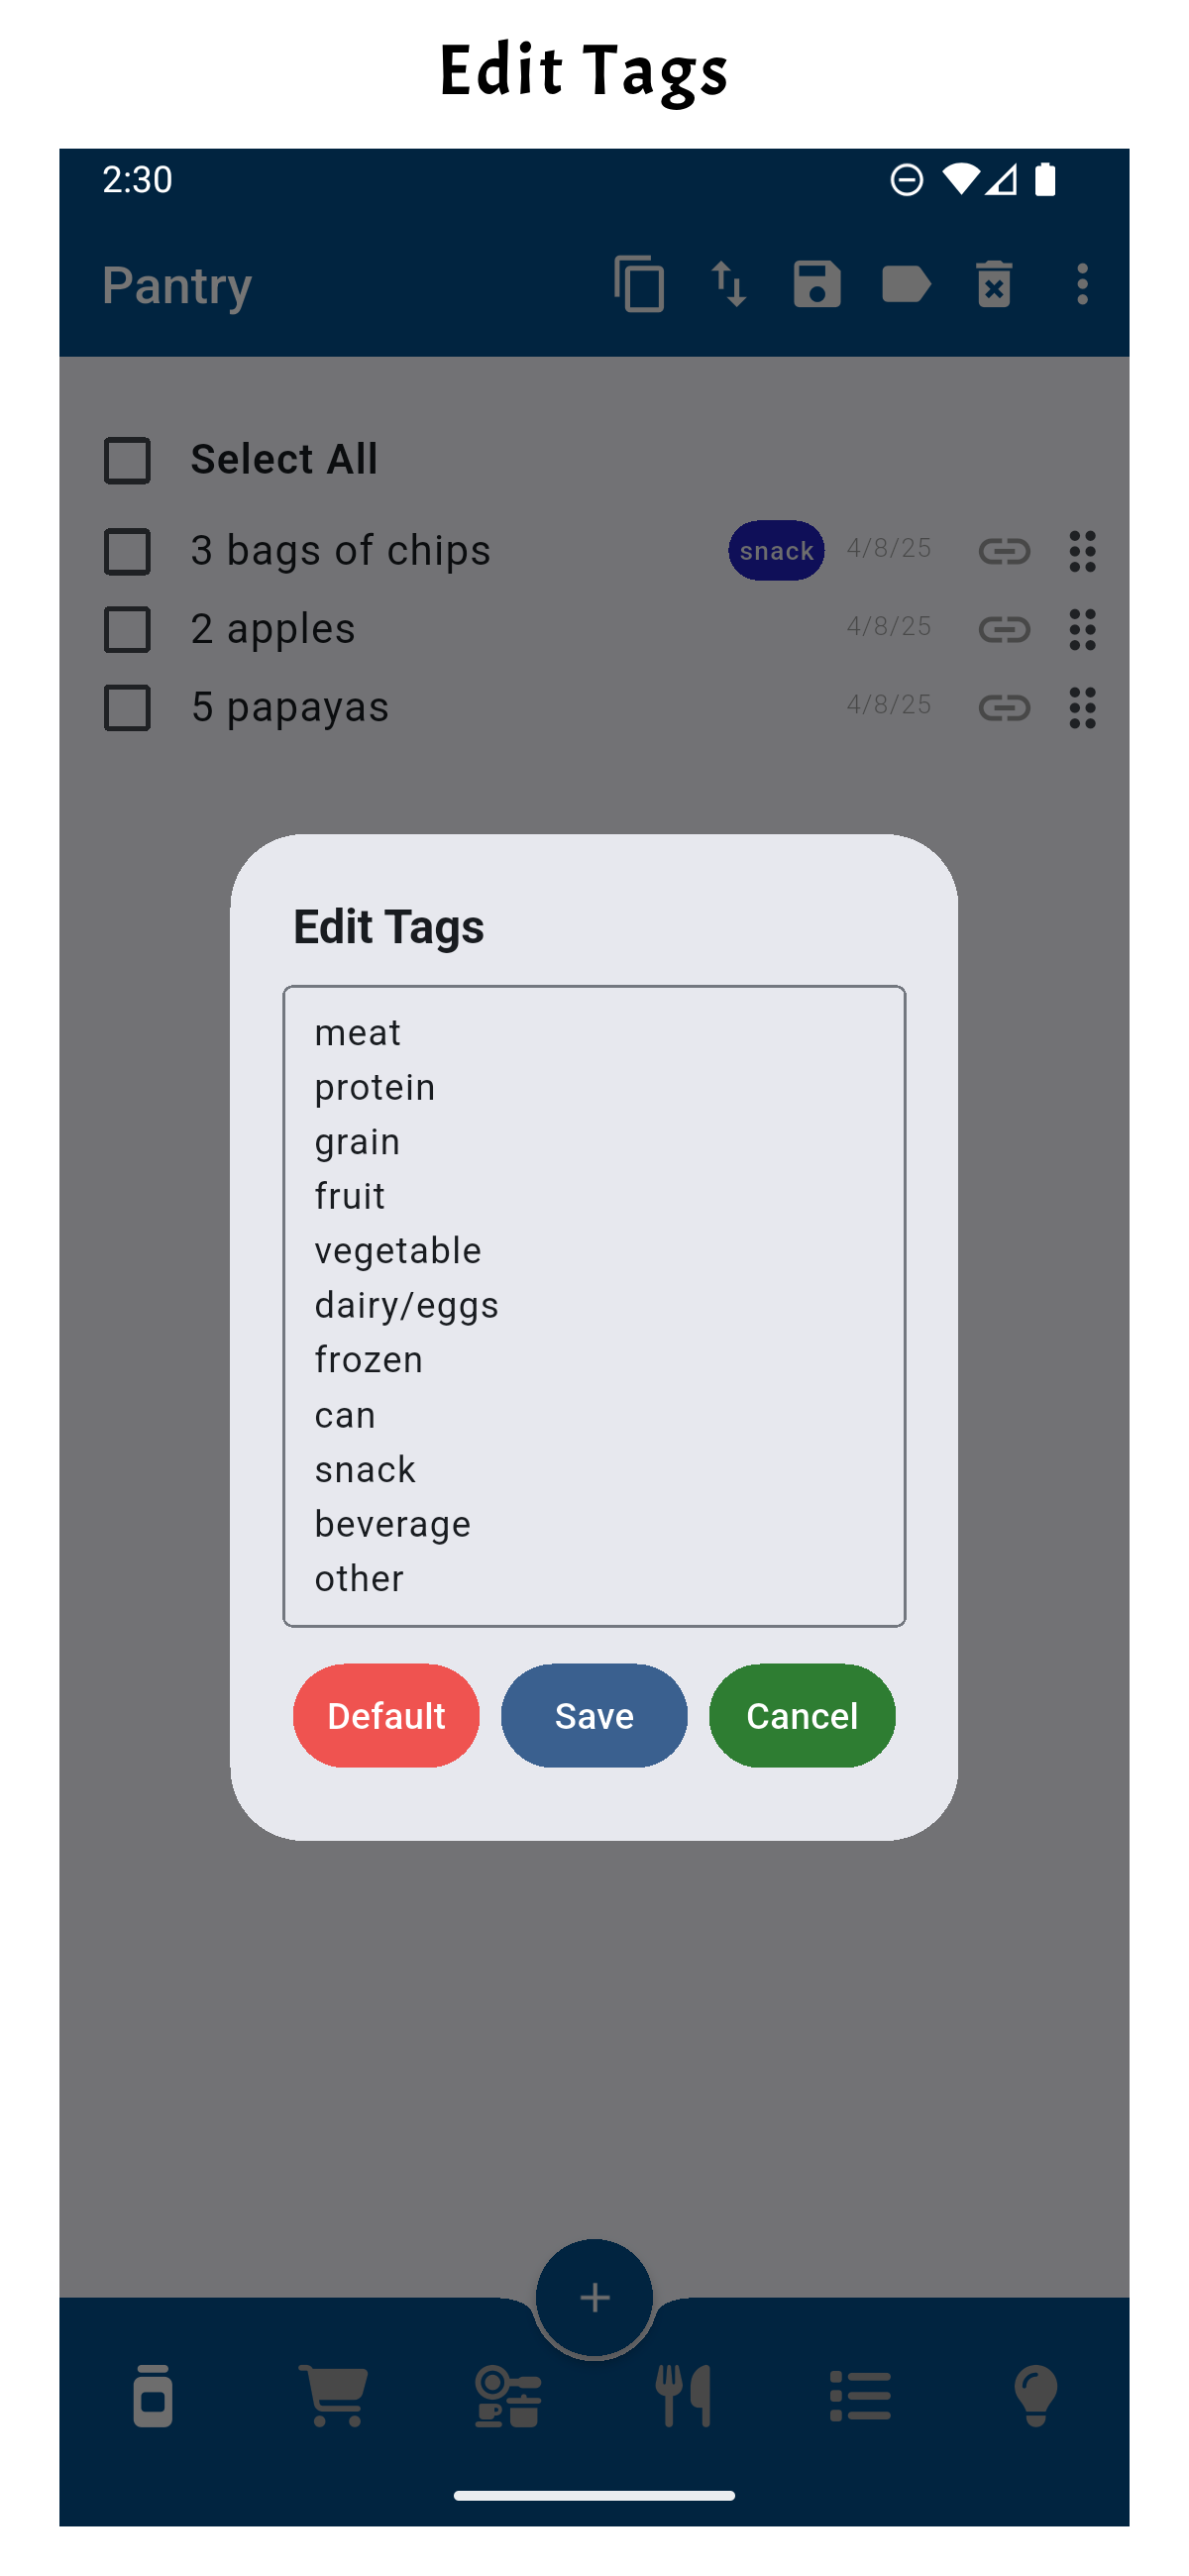 Edit Tags
2:30
Pantry
Select All
3 bags of chips snack 4/8/25
2 apples 4/8/25
5 papayas 4/8/25
Edit Tags
meat
protein
grain
fruit
vegetable
dairy/eggs
frozen
can
snack
beverage
other
Default Save Cancel